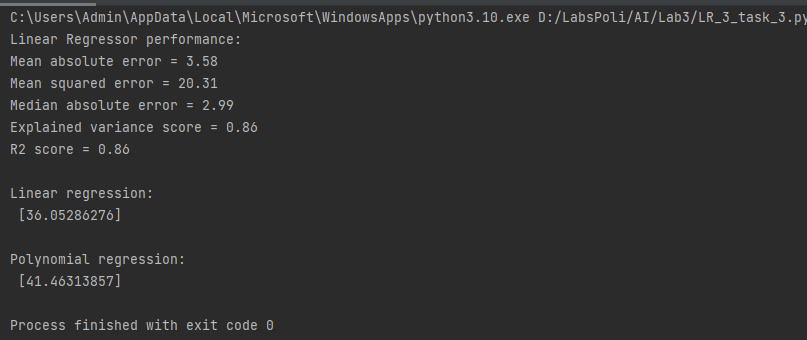 C:\Users\Admin\AppData\Local\Microsoft\WindowsApps\python3.10.exe D:/LabsPoli/AI/Lab3/LR_3_task_3.py
Linear Regressor performance:
Mean absolute error = 3.58
Mean squared error = 20.31
Median absolute error = 2.99
Explained variance score = 0.86
R2 score = 0.86
Linear regression:
[36.05286276]
Polynomial regression:
[41.46313857]
Process finished with exit code 0